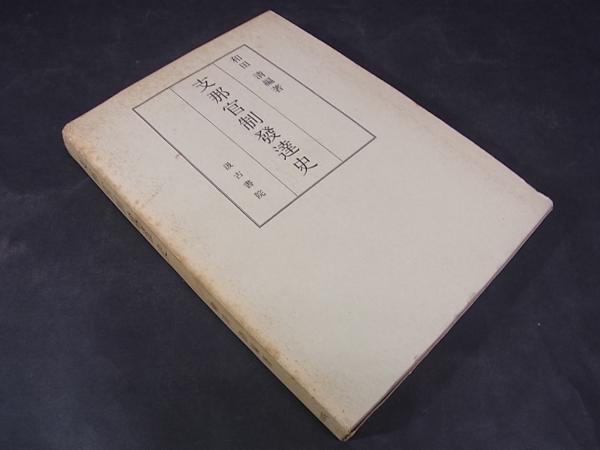 和田 清編著
支那官制發達史
汲古書院